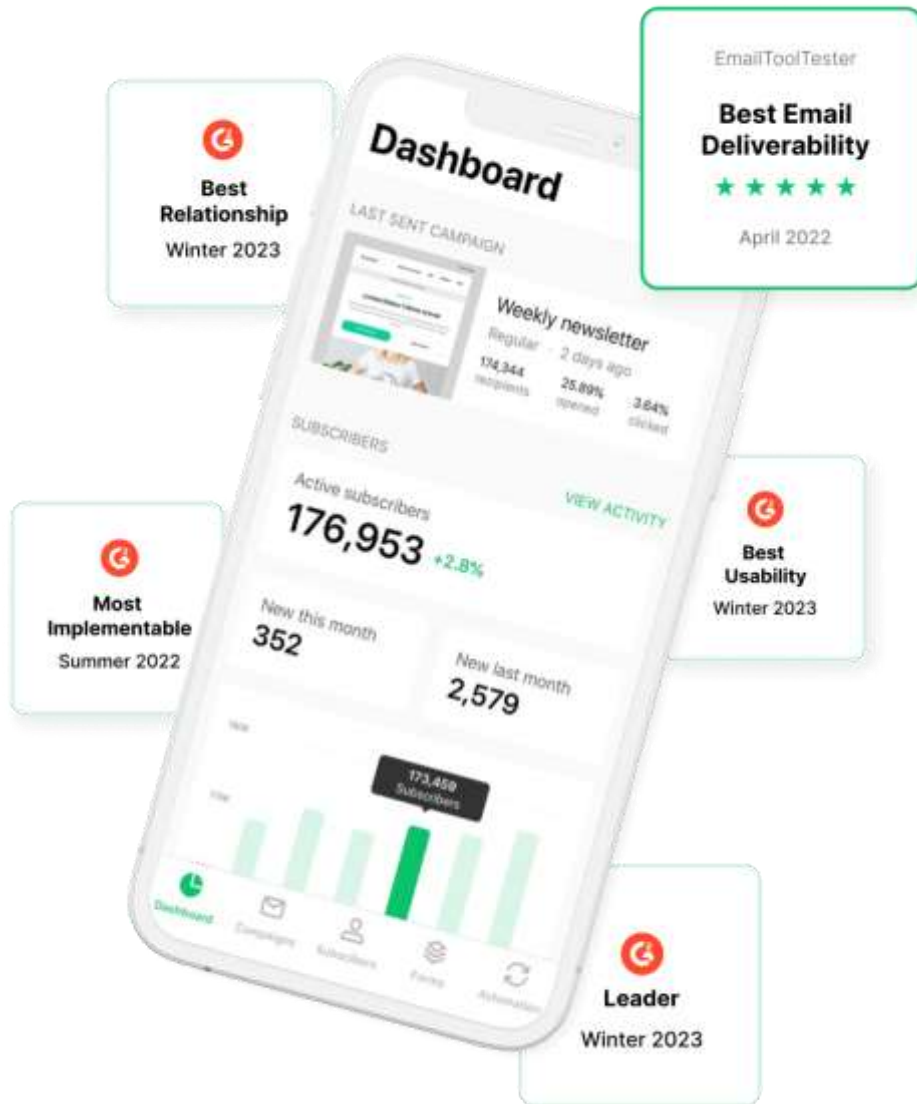 EmailToolTester
Best Email
Deliverability
April 2022
Best
Relationship
Winter 2023
Dashboard
LAST SENT CAMPAIGN
Weekly newsletter
Regular · 2 days ago
174,344
recipients
25.89%
opened
3.64%
clicked
SUBSCRIBERS
VIEW ACTIVITY
Active subscribers
176,953 +2.8%
Best
Usability
Winter 2023
Most
Implementable
Summer 2022
New this month
352
New last month
2,579
173,459
Subscribers
Dashboard
Campaigns
Subscribers
Forms
Automation
Leader
Winter 2023